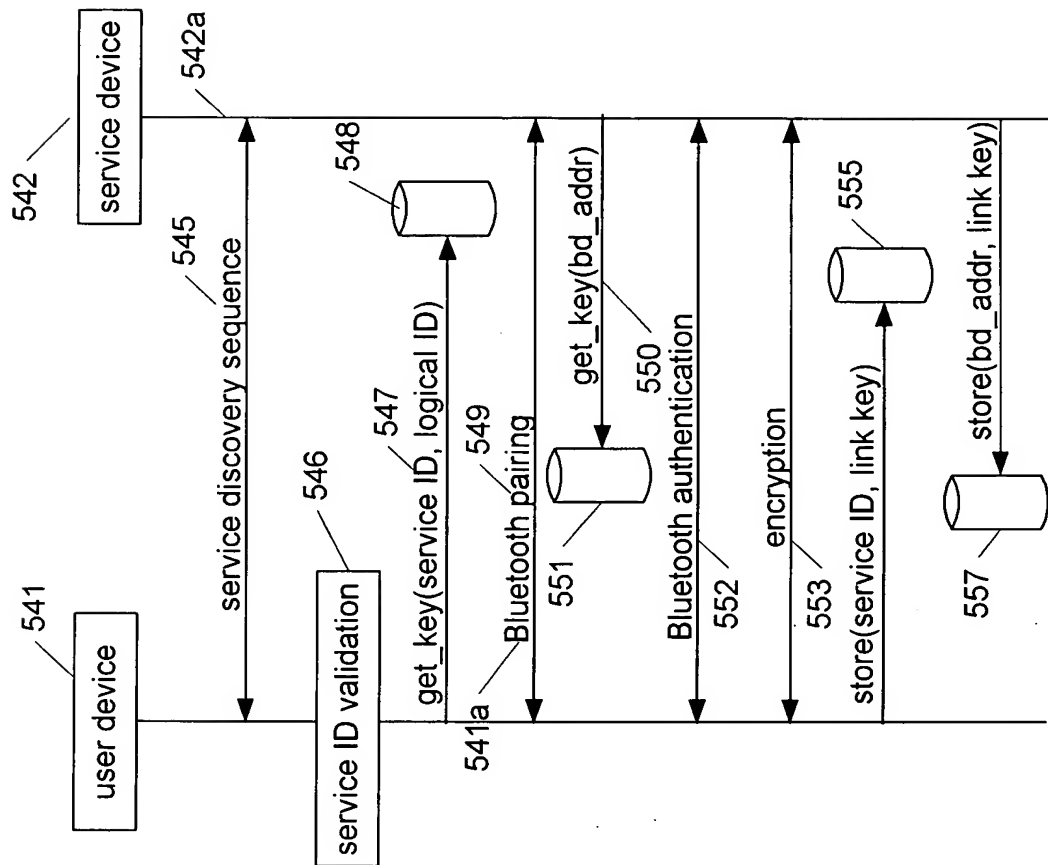 541
user device
542
service device
542a
service discovery sequence
545
service ID validation
546
get_key(service ID, logical ID)
547
548
541a
Bluetooth pairing
549
get_key(bd_addr)
550
551
Bluetooth authentication
552
encryption
553
store(service ID, link key)
555
store(bd_addr, link key)
557